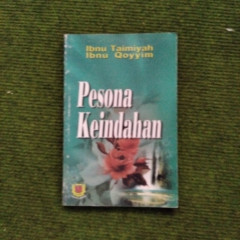 Ibnu Taimiyah
Ibnu Qoyyim
Pesona
Keindahan